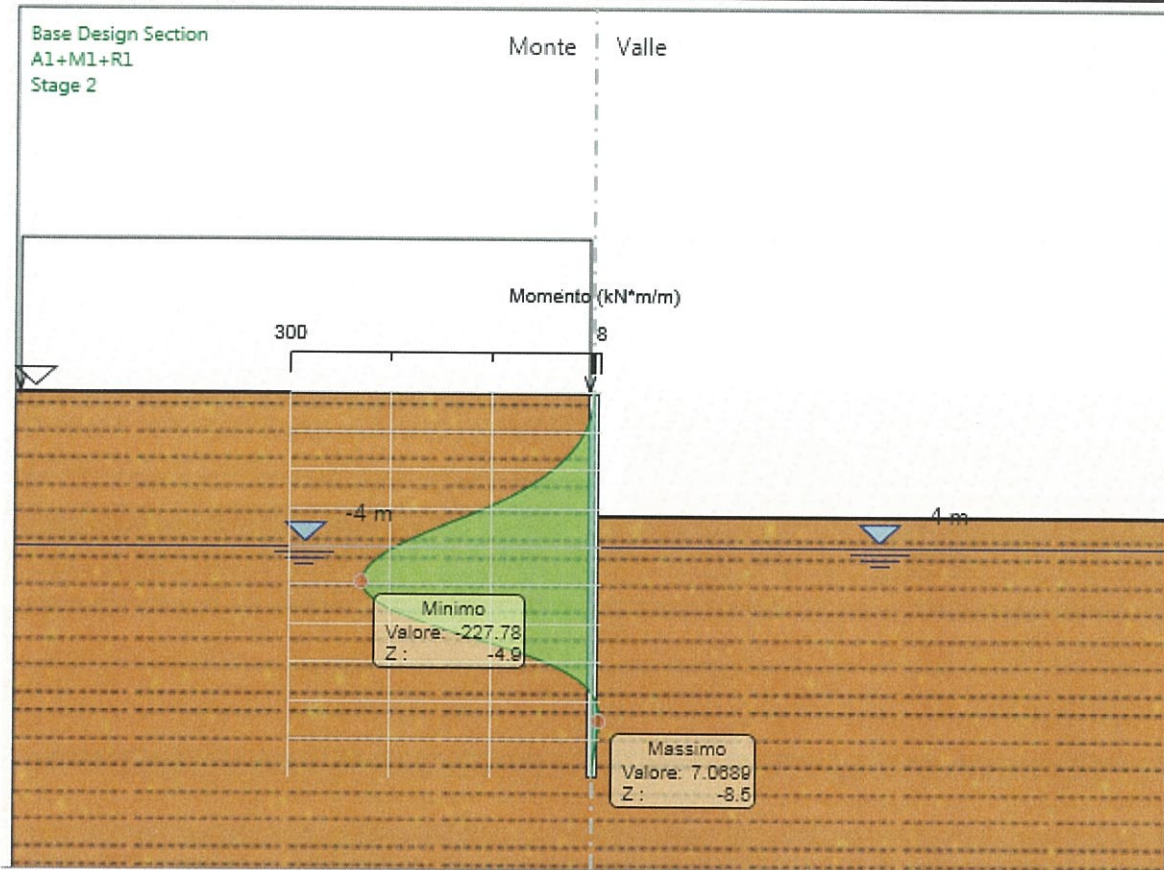 Base Design Section
A1+M1+R1
Stage 2
Monte
Valle
Momento (kN*m/m)
300
8
-4 m
-4 m
Minimo
Valore: -227.78
Z : -4.9
Massimo
Valore: 7.0689
Z : -8.5